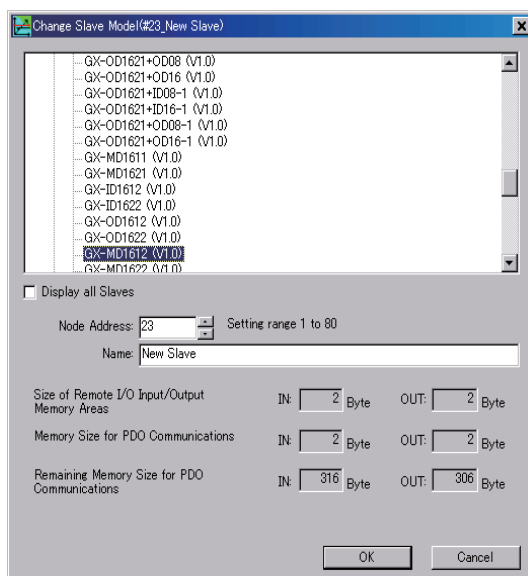 Change Slave Model(#23_New Slave)
GX-OD1621+OD08 (V1.0)
GX-OD1621+OD16 (V1.0)
GX-OD1621+ID08-1 (V1.0)
GX-OD1621+ID16-1 (V1.0)
GX-OD1621+OD08-1 (V1.0)
GX-OD1621+OD16-1 (V1.0)
GX-MD1611 (V1.0)
GX-MD1621 (V1.0)
GX-ID1612 (V1.0)
GX-ID1622 (V1.0)
GX-OD1612 (V1.0)
GX-OD1622 (V1.0)
GX-MD1612 (V1.0)
GX-MD1622 (V1.0)
Display all Slaves
Node Address: 23 Setting range 1 to 80
Name: New Slave
Size of Remote I/O Input/Output
Memory Areas IN: 2 Byte OUT: 2 Byte
Memory Size for PDO Communications IN: 2 Byte OUT: 2 Byte
Remaining Memory Size for PDO
Communications IN: 316 Byte OUT: 306 Byte
OK Cancel